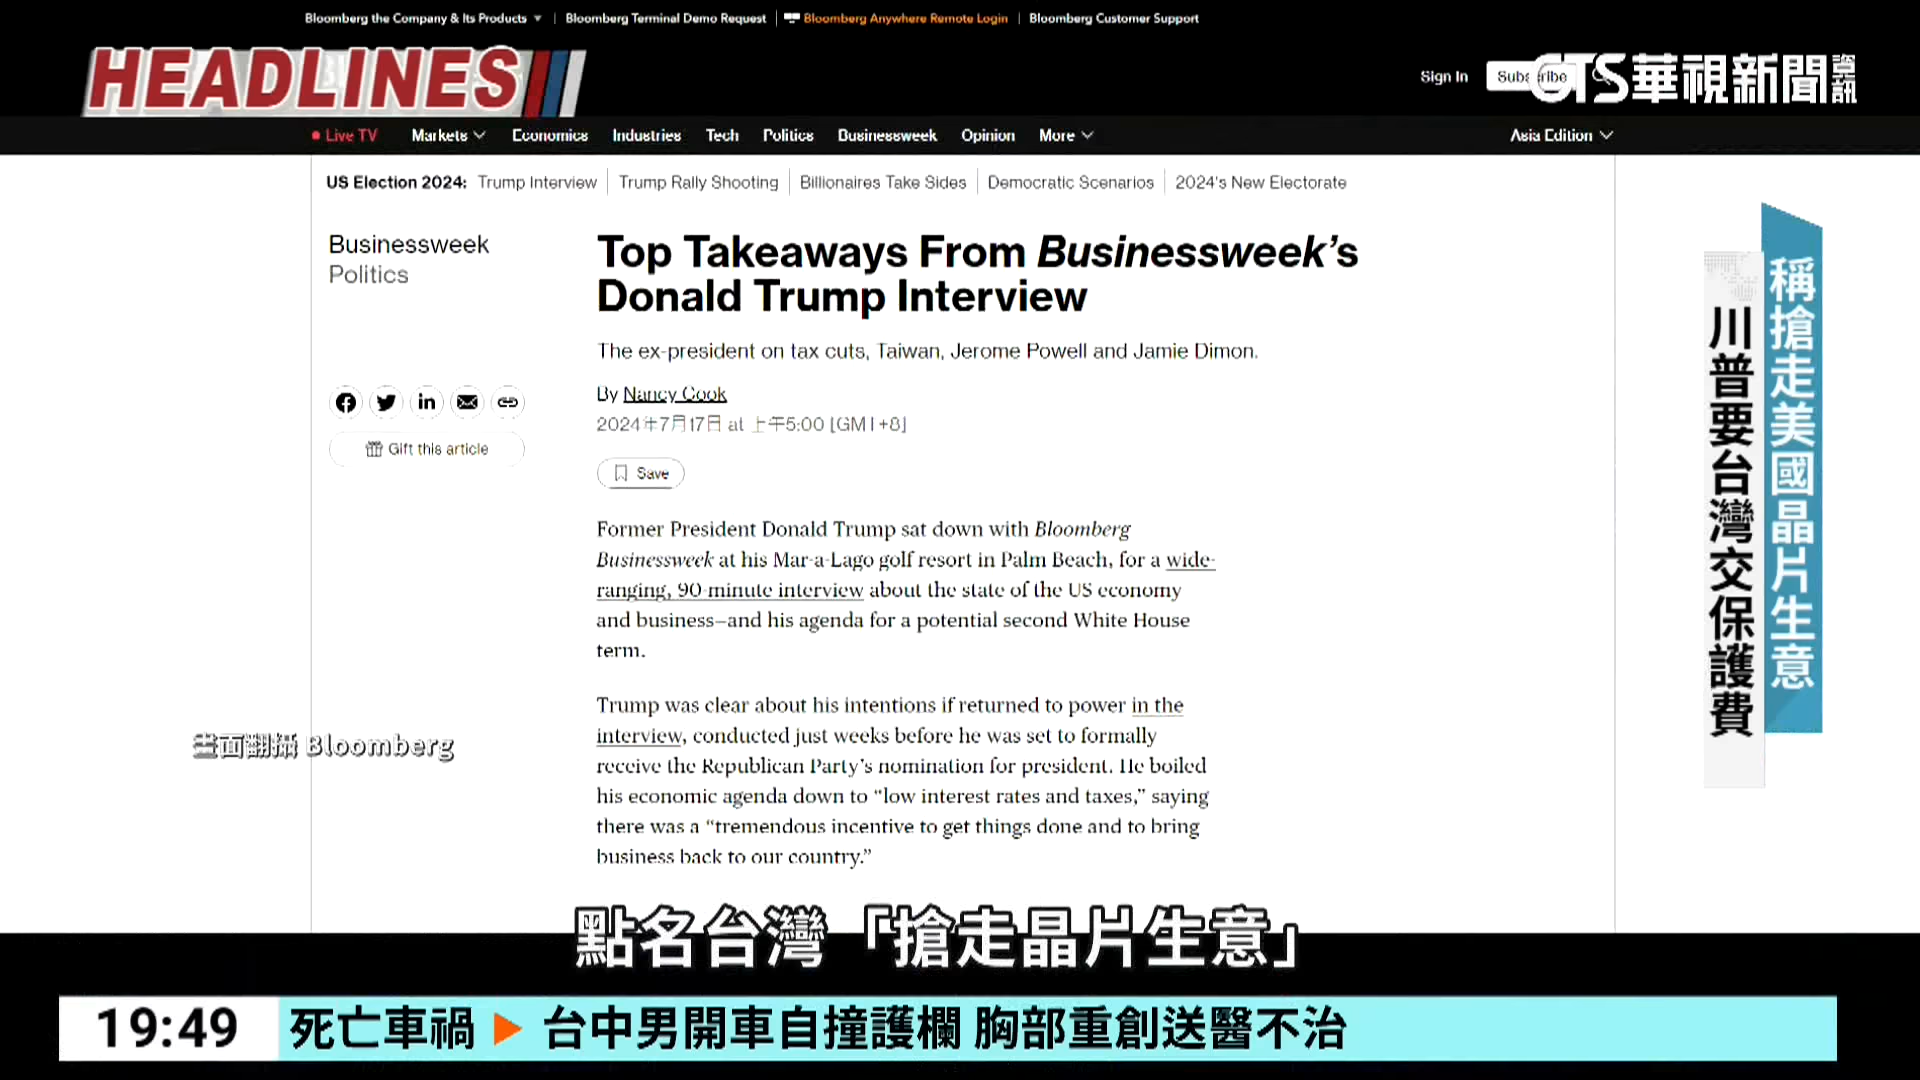 Bloomberg the Company & Its Products
Bloomberg Terminal Demo Request
Bloomberg Anywhere Remote Login
Bloomberg Customer Support
HEADLINES
Sign In
Subscribe
CTS華視新聞資訊
Live TV
Markets
Economics
Industries
Tech
Politics
Businessweek
Opinion
More
Asia Edition
US Election 2024:
Trump Interview
Trump Rally Shooting
Billionaires Take Sides
Democratic Scenarios
2024's New Electorate
Businessweek
Politics
Top Takeaways From Businessweek's
Donald Trump Interview
The ex-president on tax cuts, Taiwan, Jerome Powell and Jamie Dimon.
By Nancy Cook
2024年7月17日 at 上午5:00 [GMT+8]
Gift this article
Save
Former President Donald Trump sat down with Bloomberg
Businessweek at his Mar-a-Lago golf resort in Palm Beach, for a wide-
ranging, 90-minute interview about the state of the US economy
and business—and his agenda for a potential second White House
term.
Trump was clear about his intentions if returned to power in the
interview, conducted just weeks before he was set to formally
receive the Republican Party's nomination for president. He boiled
his economic agenda down to “low interest rates and taxes,” saying
there was a “tremendous incentive to get things done and to bring
business back to our country.”
畫面翻攝 Bloomberg
稱搶走美國晶片生意
川普要台灣交保護費
點名台灣「搶走晶片生意」
19:49
死亡車禍 ▶ 台中男開車自撞護欄 胸部重創送醫不治